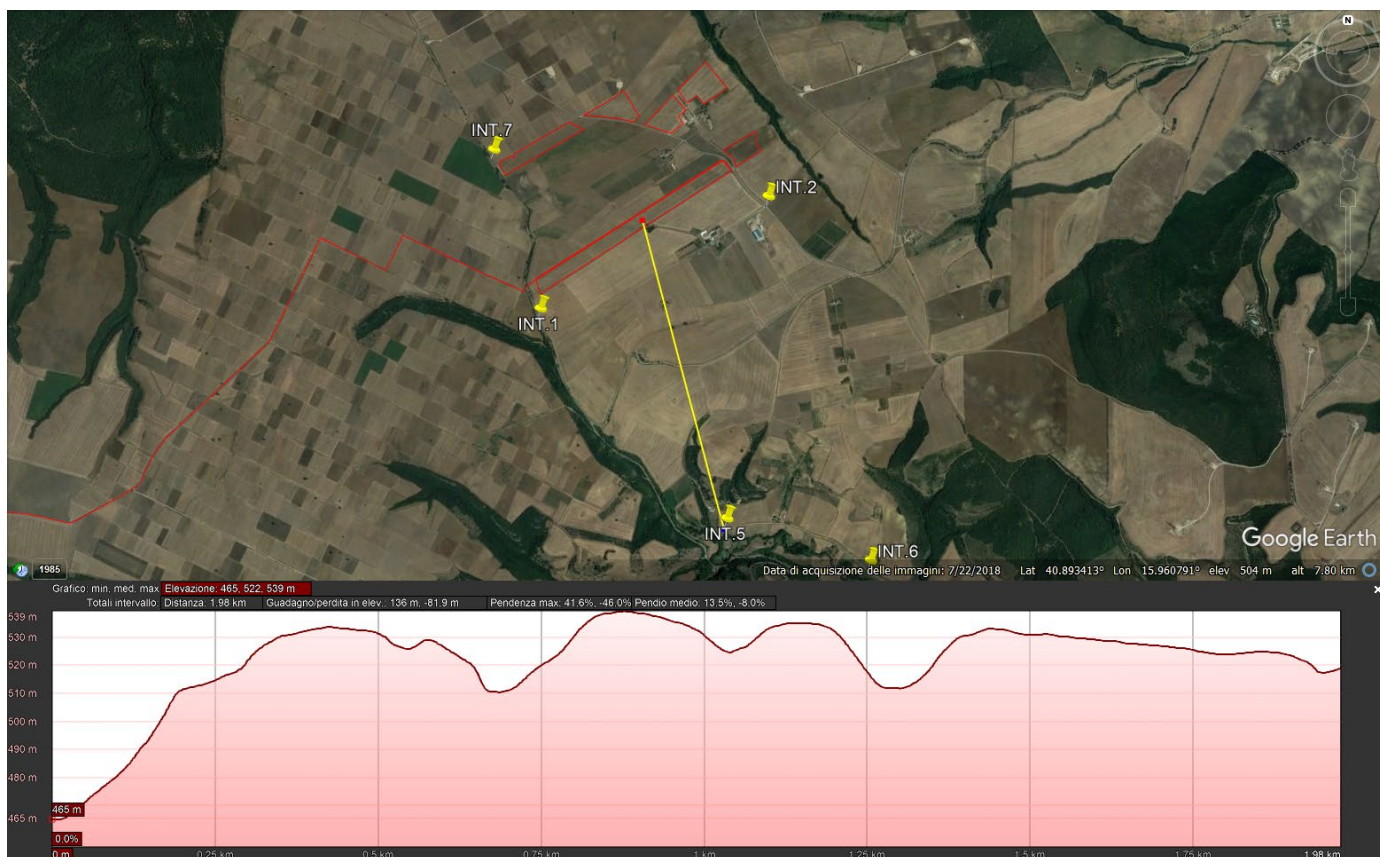 N
INT.7
INT.2
INT.1
INT.5
INT.6
Google Earth
1985
Data di acquisizione delle immagini: 7/22/2018 Lat 40.893413° Lon 15.960791° elev 504 m alt 7.80 km
Grafico: min. med. max Elevazione: 465, 522, 539 m
Totali intervallo: Distanza: 1.98 km Guadagno/perdita in elev.: 136 m, -81.9 m Pendenza max: 41.6%, -46.0% Pendio medio: 13.5%, -8.0%
539 m
530 m
520 m
510 m
500 m
490 m
480 m
465 m
465 m
0,0%
0 m 0.25 km 0.5 km 0.75 km 1 km 1.25 km 1.5 km 1.75 km 1.98 km